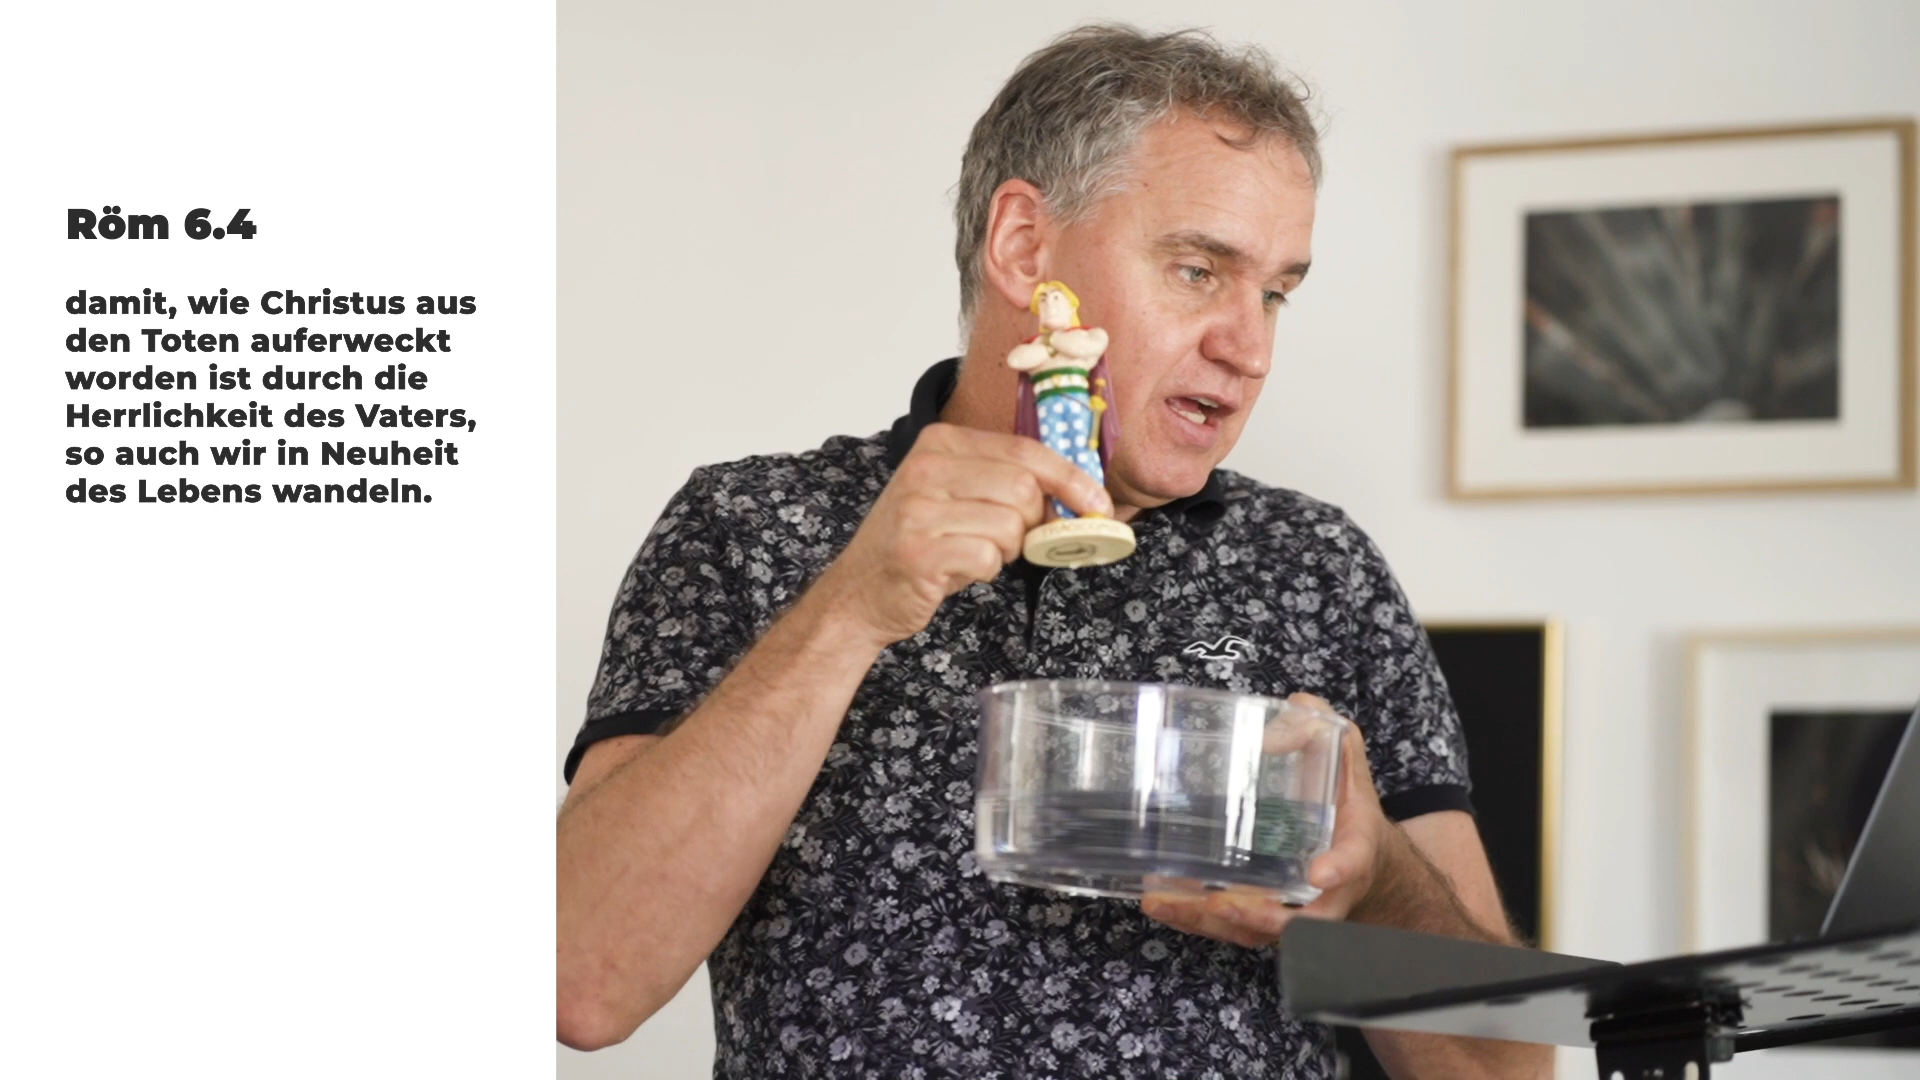 Röm 6.4
damit, wie Christus aus
den Toten auferweckt
worden ist durch die
Herrlichkeit des Vaters,
so auch wir in Neuheit
des Lebens wandeln.